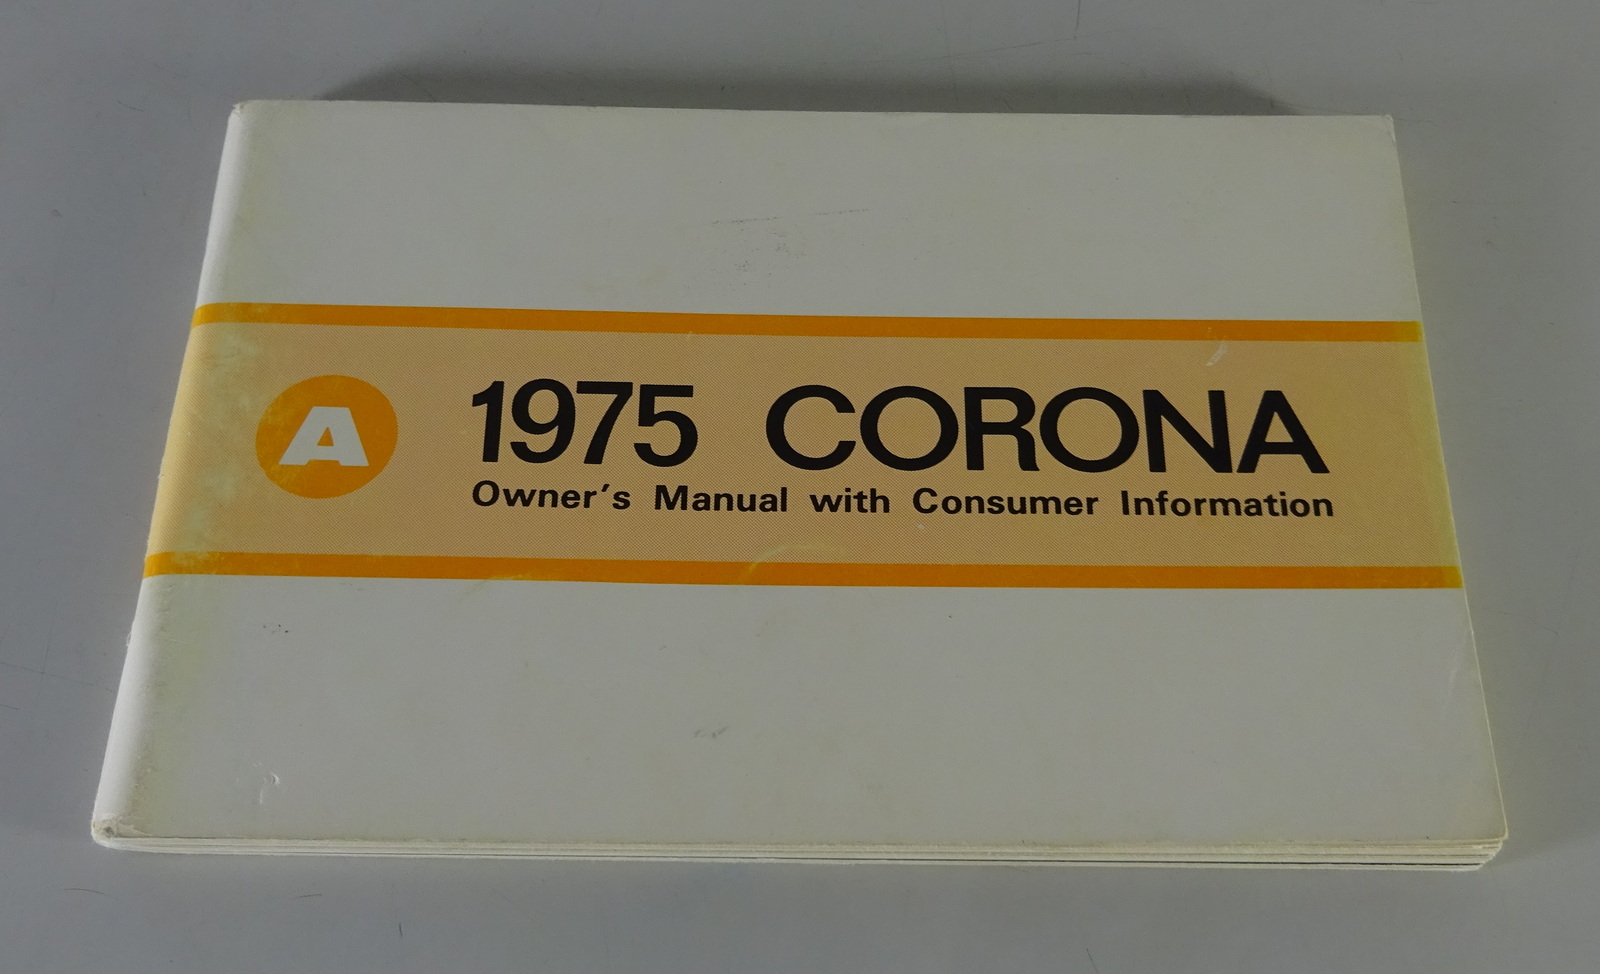 A
1975 CORONA
Owner's Manual with Consumer Information